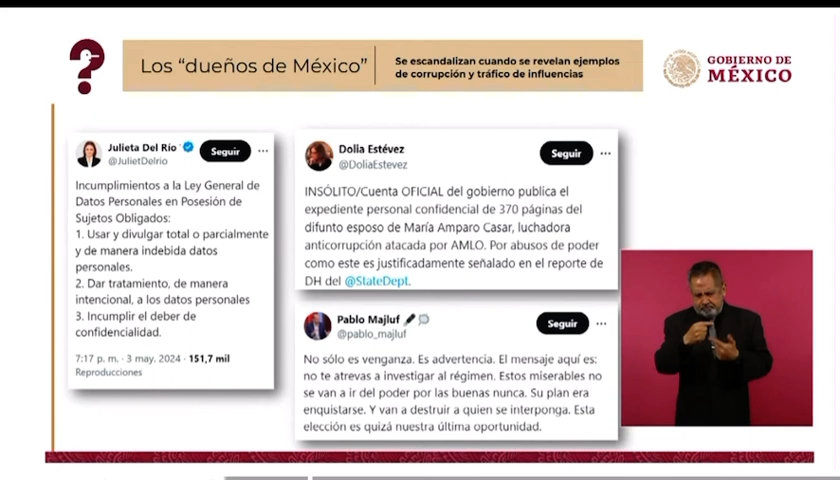 Los "dueños de México"
Se escandalizan cuando se revelan ejemplos
de corrupción y tráfico de influencias
GOBIERNO DE
MÉXICO
Julieta Del Río
@JulietDelrio
Seguir
Incumplimientos a la Ley General de
Datos Personales en Posesión de
Sujetos Obligados:
1. Usar y divulgar total o parcialmente
y de manera indebida datos
personales.
2. Dar tratamiento, de manera
intencional, a los datos personales
3. Incumplir el deber de
confidencialidad.
7:17 p. m. · 3 may. 2024 · 151,7 mil
Reproducciones
Dolia Estévez
@DoliaEstevez
Seguir
INSÓLITO/Cuenta OFICIAL del gobierno publica el
expediente personal confidencial de 370 páginas del
difunto esposo de María Amparo Casar, luchadora
anticorrupción atacada por AMLO. Por abusos de poder
como este es justificadamente señalado en el reporte de
DH del @StateDept.
Pablo Majluf
@pablo_majluf
Seguir
No sólo es venganza. Es advertencia. El mensaje aquí es:
no te atrevas a investigar al régimen. Estos miserables no
se van a ir del poder por las buenas nunca. Su plan era
enquistarse. Y van a destruir a quien se interponga. Esta
elección es quizá nuestra última oportunidad.